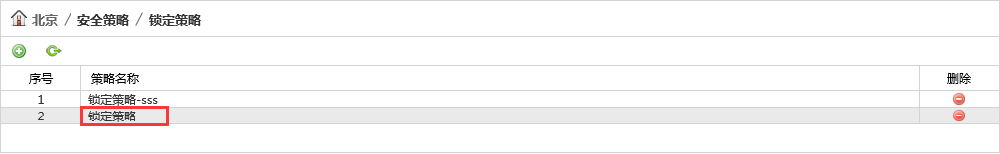 北京 / 安全策略 / 锁定策略
序号 策略名称 删除
1 锁定策略-sss
2 锁定策略